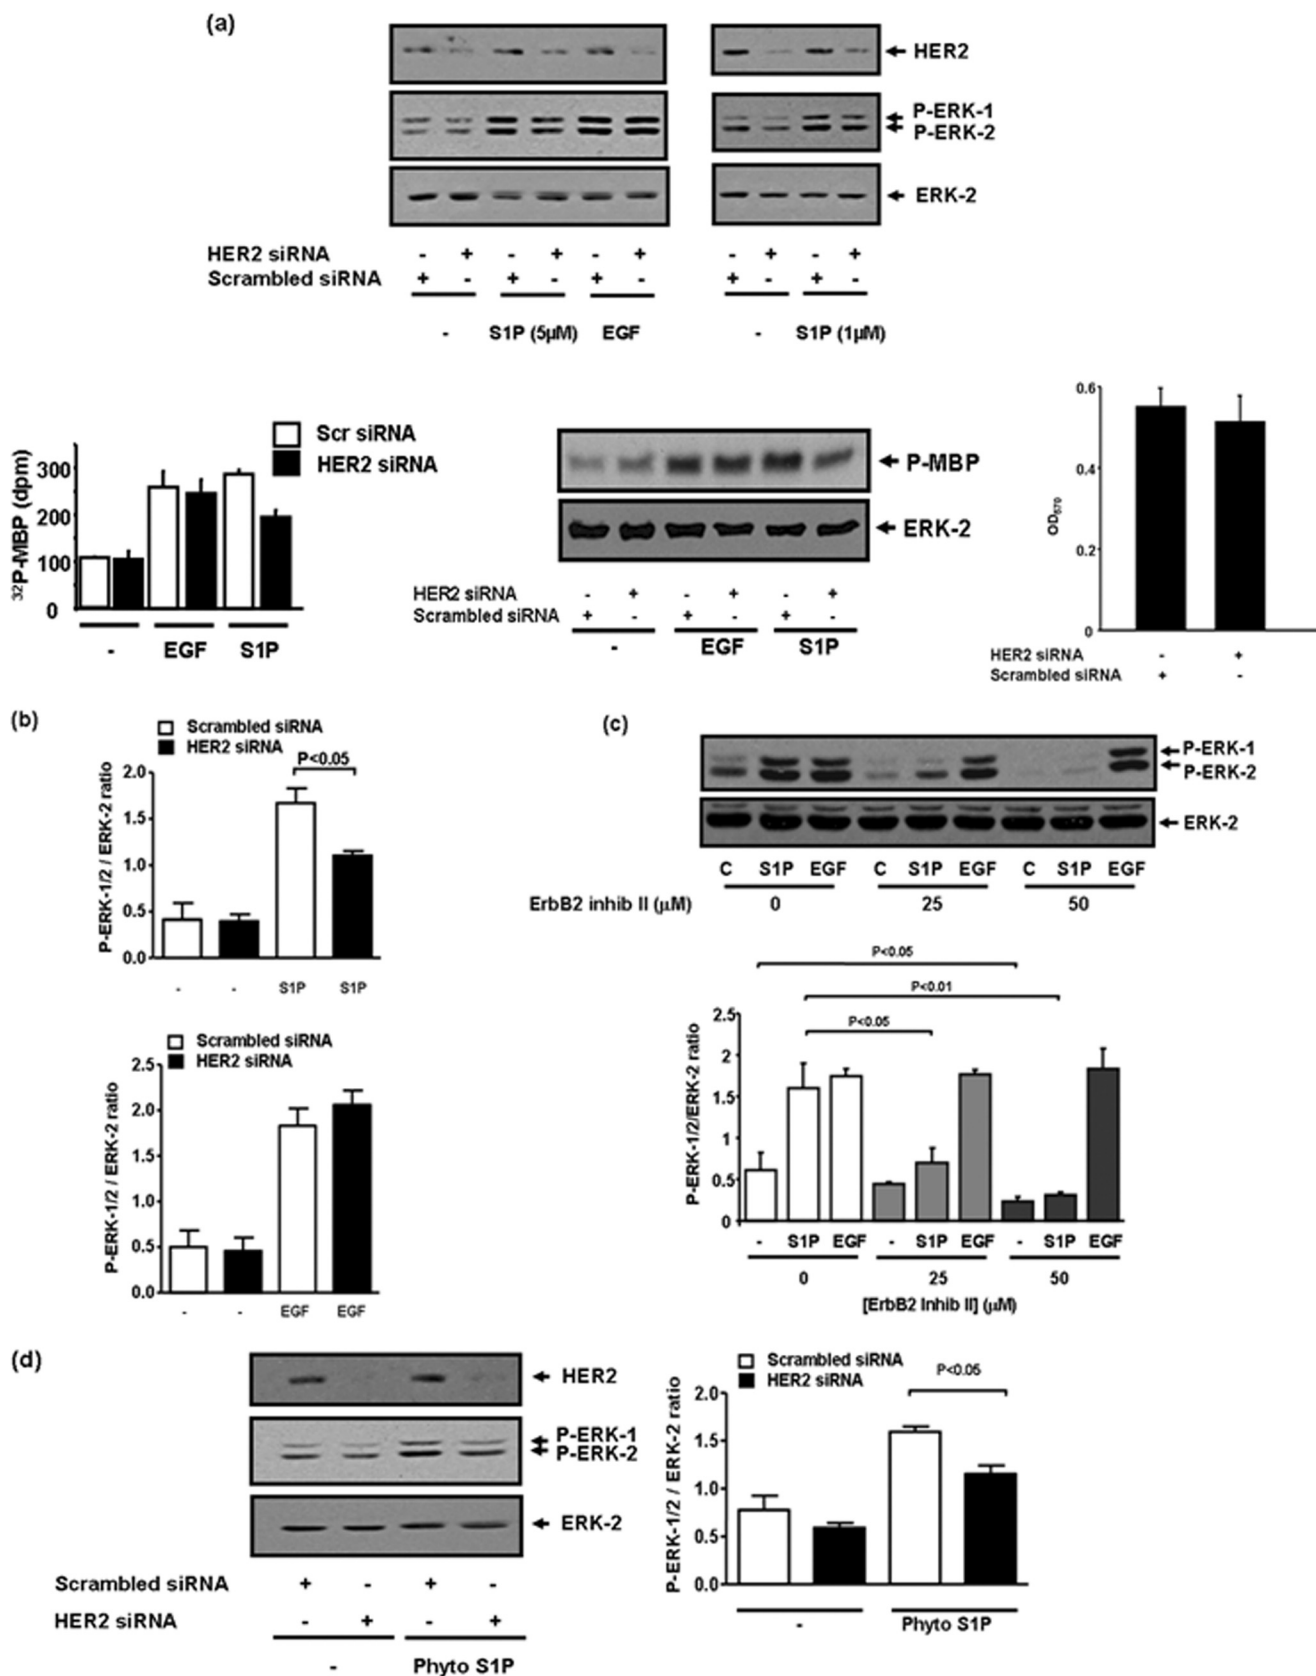 (a)
HER2
P-ERK-1
P-ERK-2
ERK-2
HER2 siRNA - + - + - + - + - +
Scrambled siRNA + - + - + - + - + -
- S1P (5µM) EGF - S1P (1µM)
Scr siRNA
HER2 siRNA
32P-MBP (dpm)
300
200
100
0
- EGF S1P
P-MBP
ERK-2
HER2 siRNA - + - + - +
Scrambled siRNA + - + - + -
- EGF S1P
OD570
0.6
0.4
0.2
0
HER2 siRNA - +
Scrambled siRNA + -
(b)
Scrambled siRNA
HER2 siRNA
P<0.05
P-ERK-1/2 / ERK-2 ratio
2.0
1.5
1.0
0.5
0.0
- - S1P S1P
Scrambled siRNA
HER2 siRNA
P-ERK-1/2 / ERK-2 ratio
2.5
2.0
1.5
1.0
0.5
0.0
- - EGF EGF
(c)
P-ERK-1
P-ERK-2
ERK-2
C S1P EGF C S1P EGF C S1P EGF
ErbB2 inhib II (µM) 0 25 50
P<0.05
P<0.01
P<0.05
P-ERK-1/2/ERK-2 ratio
2.5
2
1.5
1
0.5
0
- S1P EGF - S1P EGF - S1P EGF
0 25 50
[ErbB2 Inhib II] (µM)
(d)
HER2
P-ERK-1
P-ERK-2
ERK-2
Scrambled siRNA + - + -
HER2 siRNA - + - +
- Phyto S1P
Scrambled siRNA
HER2 siRNA
P<0.05
P-ERK-1/2 / ERK-2 ratio
2.0
1.5
1.0
0.5
0.0
- Phyto S1P